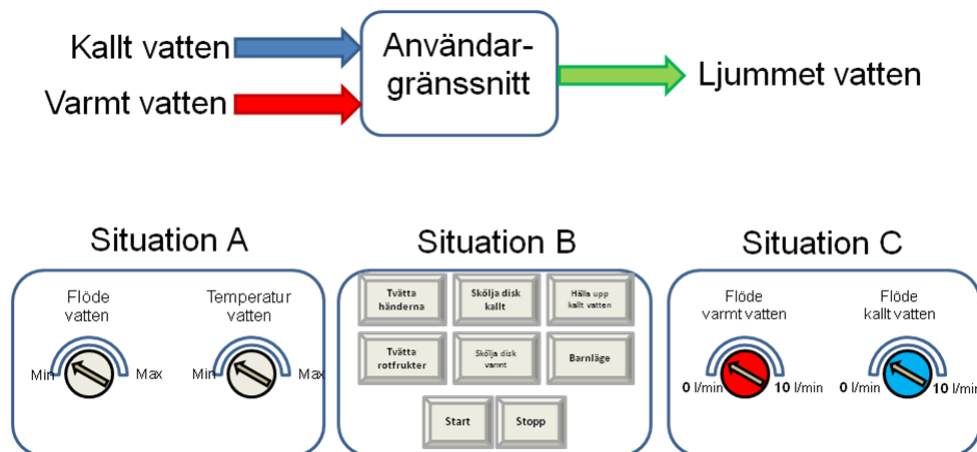 Kallt vatten
Varmt vatten
Användar-
gränssnitt
Ljummet vatten
Situation A
Flöde
vatten
Min
Max
Temperatur
vatten
Min
Max
Situation B
Tvätta
händerna
Skölja disk
kallt
Hälla upp
kallt vatten
Tvätta
rotfrukter
Skölja disk
varmt
Barnläge
Start
Stopp
Situation C
Flöde
varmt vatten
0 l/min
10 l/min
Flöde
kallt vatten
0 l/min
10 l/min